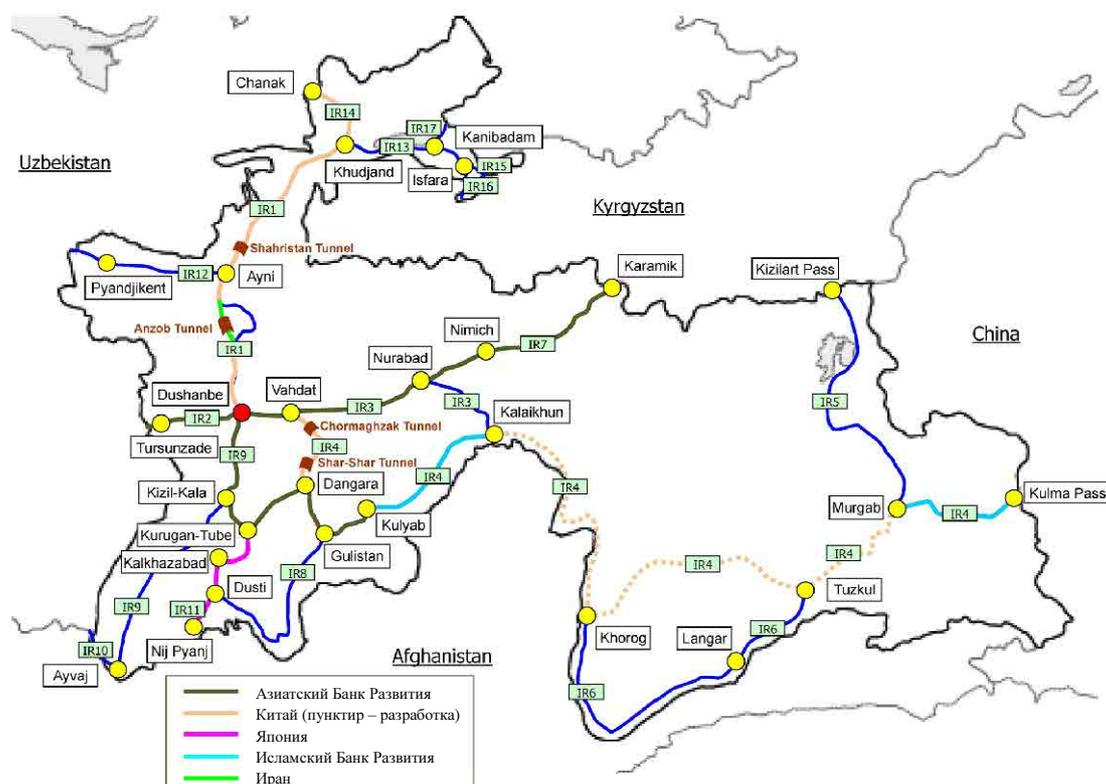 Chanak
IR14
IR17
Kanibadam
IR13
Uzbekistan
Khudjand
Isfara
IR15
IR16
IR1
Kyrgyzstan
Shahristan Tunnel
Karamik
Kizilart Pass
IR12
Ayni
Pyandjikent
Anzob Tunnel
Nimich
IR7
China
IR1
Nurabad
Dushanbe
Vahdat
IR3
IR3
Kalaikhun
IR5
IR2
Chormaghzak Tunnel
Tursunzade
IR4
IR9
Shar-Shar Tunnel
IR4
Kizil-Kala
Dangara
IR4
Kulma Pass
Murgab
IR4
Kurugan-Tube
Kulyab
Kalkhazabad
Gulistan
IR4
IR4
IR8
Dusti
Tuzkul
IR9
IR11
Khorog
Langar
IR6
IR10
Nij Pyanj
Afghanistan
Ayvaj
IR6
Азиатский Банк Развития
Китай (пунктир – разработка)
Япония
Исламский Банк Развития
Иран